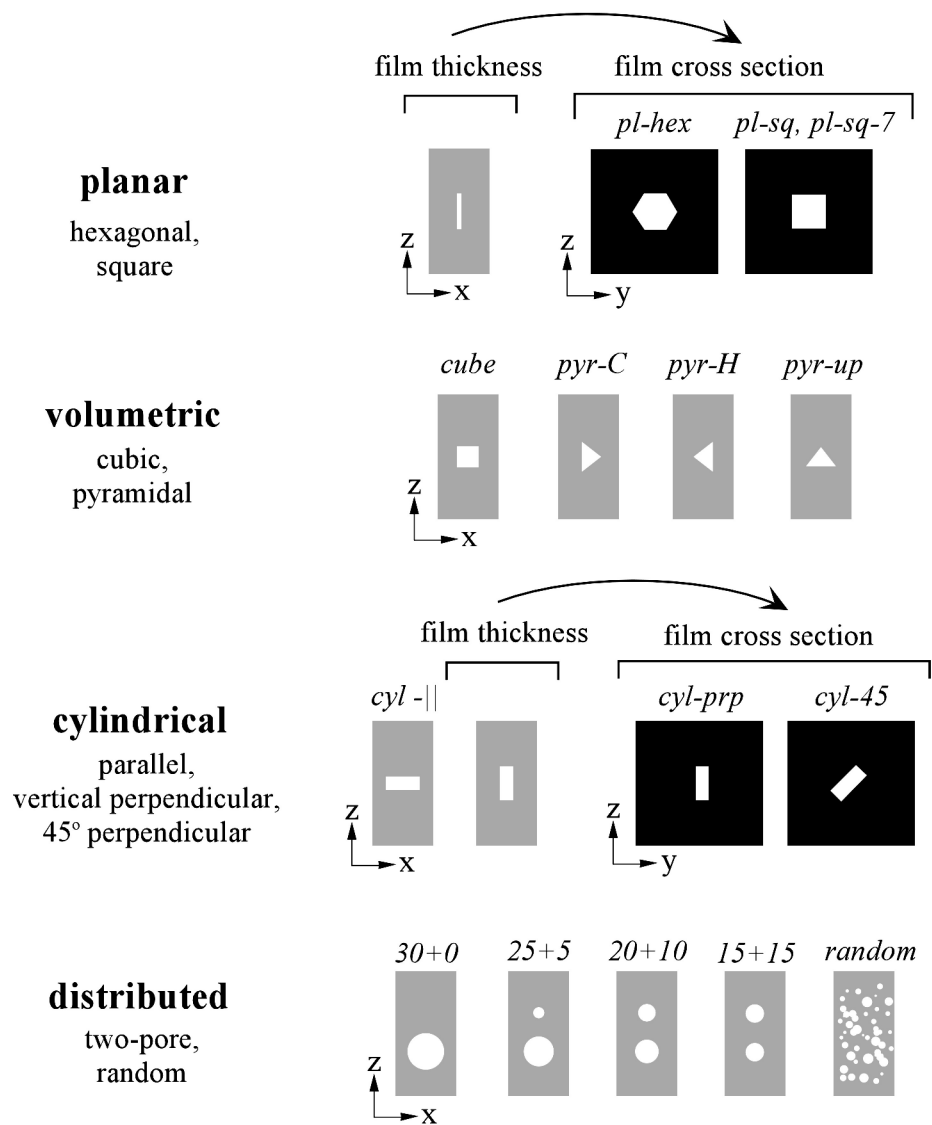 film thickness film cross section
pl-hex pl-sq, pl-sq-7
planar
hexagonal,
square
z z
x y
cube pyr-C pyr-H pyr-up
volumetric
cubic,
pyramidal
z
x
film thickness film cross section
cyl -|| cyl-prp cyl-45
cylindrical
parallel,
vertical perpendicular,
45º perpendicular
z z
x y
30+0 25+5 20+10 15+15 random
distributed
two-pore,
random
z
x